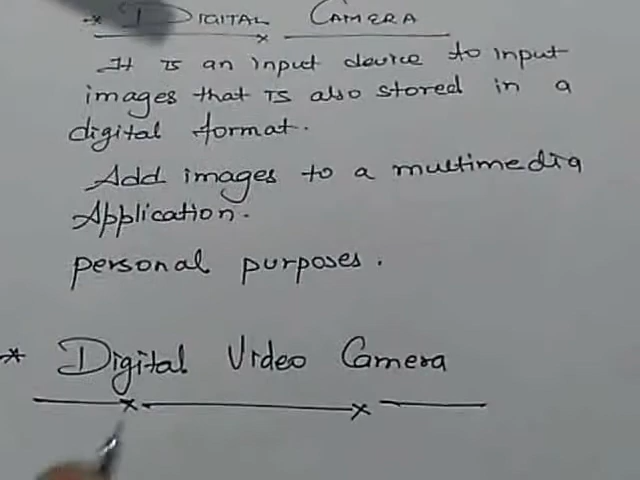 * DIGITAL CAMERA
It Is an input device to input
images that Is also stored in a
digital format.
Add images to a multimedia
Application.
personal purposes.
* Digital Video Camera